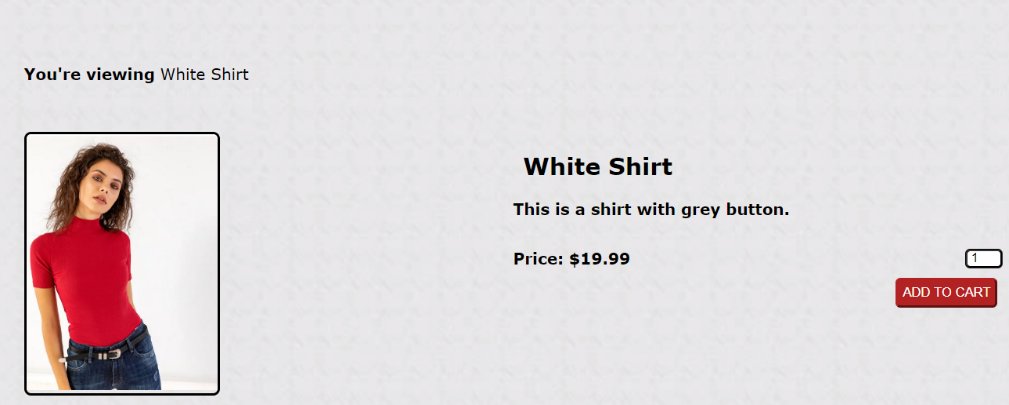 You're viewing White Shirt
White Shirt
This is a shirt with grey button.
Price: $19.99
1
ADD TO CART